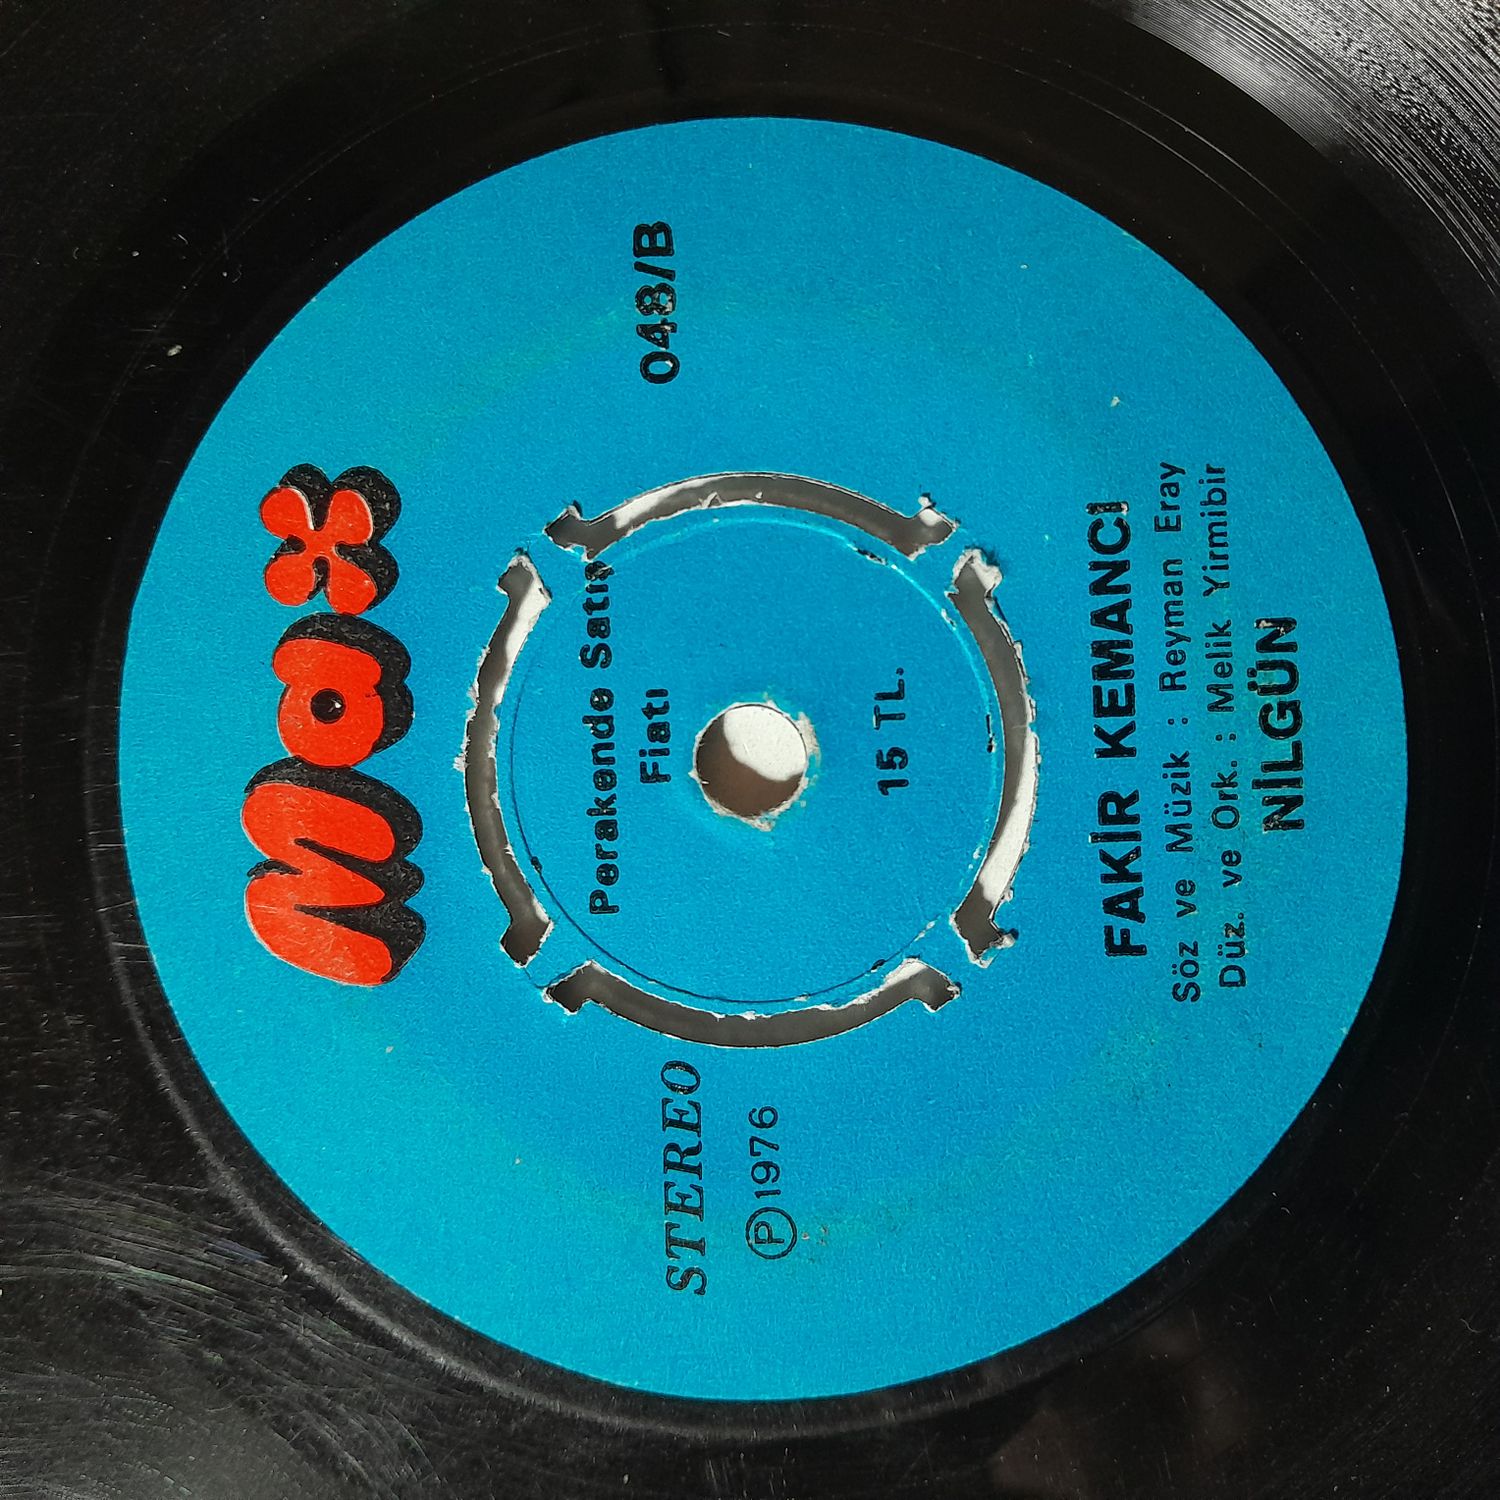 Max
STEREO
℗1976
048/B
Perakende Satış
Fiatı
15 TL.
FAKİR KEMANCI
Söz ve Müzik : Reyman Eray
Düz. ve Ork. : Melik Yirmibir
NİLGÜN